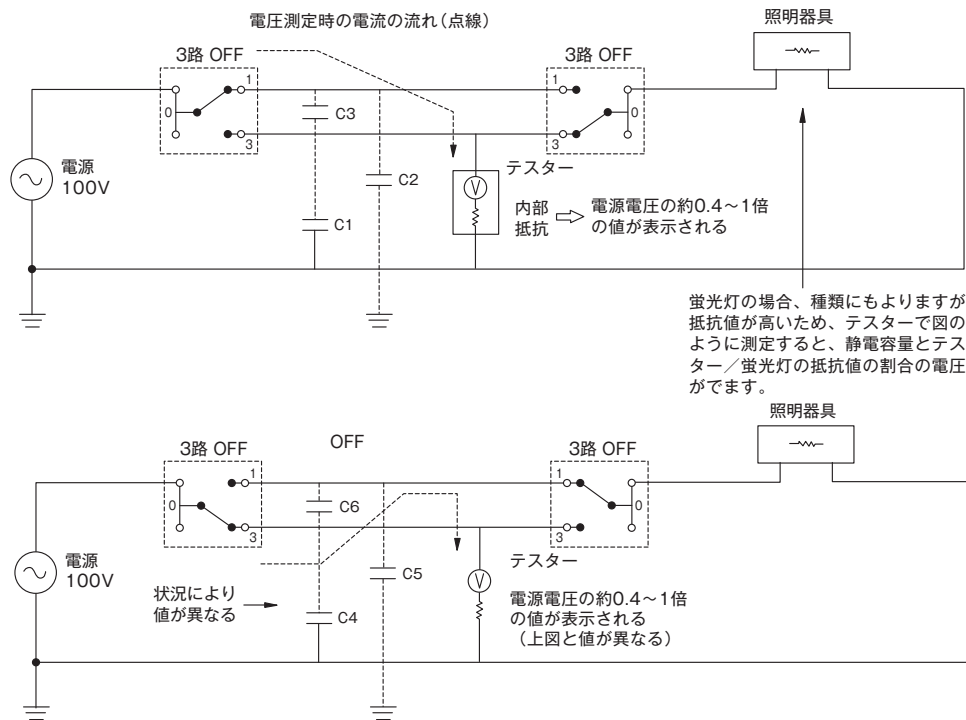 電圧測定時の電流の流れ（点線）
照明器具
3路 OFF
3路 OFF
1
0
3
C3
C2
C1
1
3
0
電源
100V
テスター
V
内部
抵抗
電源電圧の約0.4～1倍
の値が表示される
蛍光灯の場合、種類にもよりますが
抵抗値が高いため、テスターで図の
ように測定すると、静電容量とテス
ター／蛍光灯の抵抗値の割合の電圧
がでます。
照明器具
3路 OFF
OFF
3路 OFF
1
0
3
C6
C5
C4
1
3
0
電源
100V
状況により
値が異なる
テスター
V
電源電圧の約0.4～1倍
の値が表示される
（上図と値が異なる）